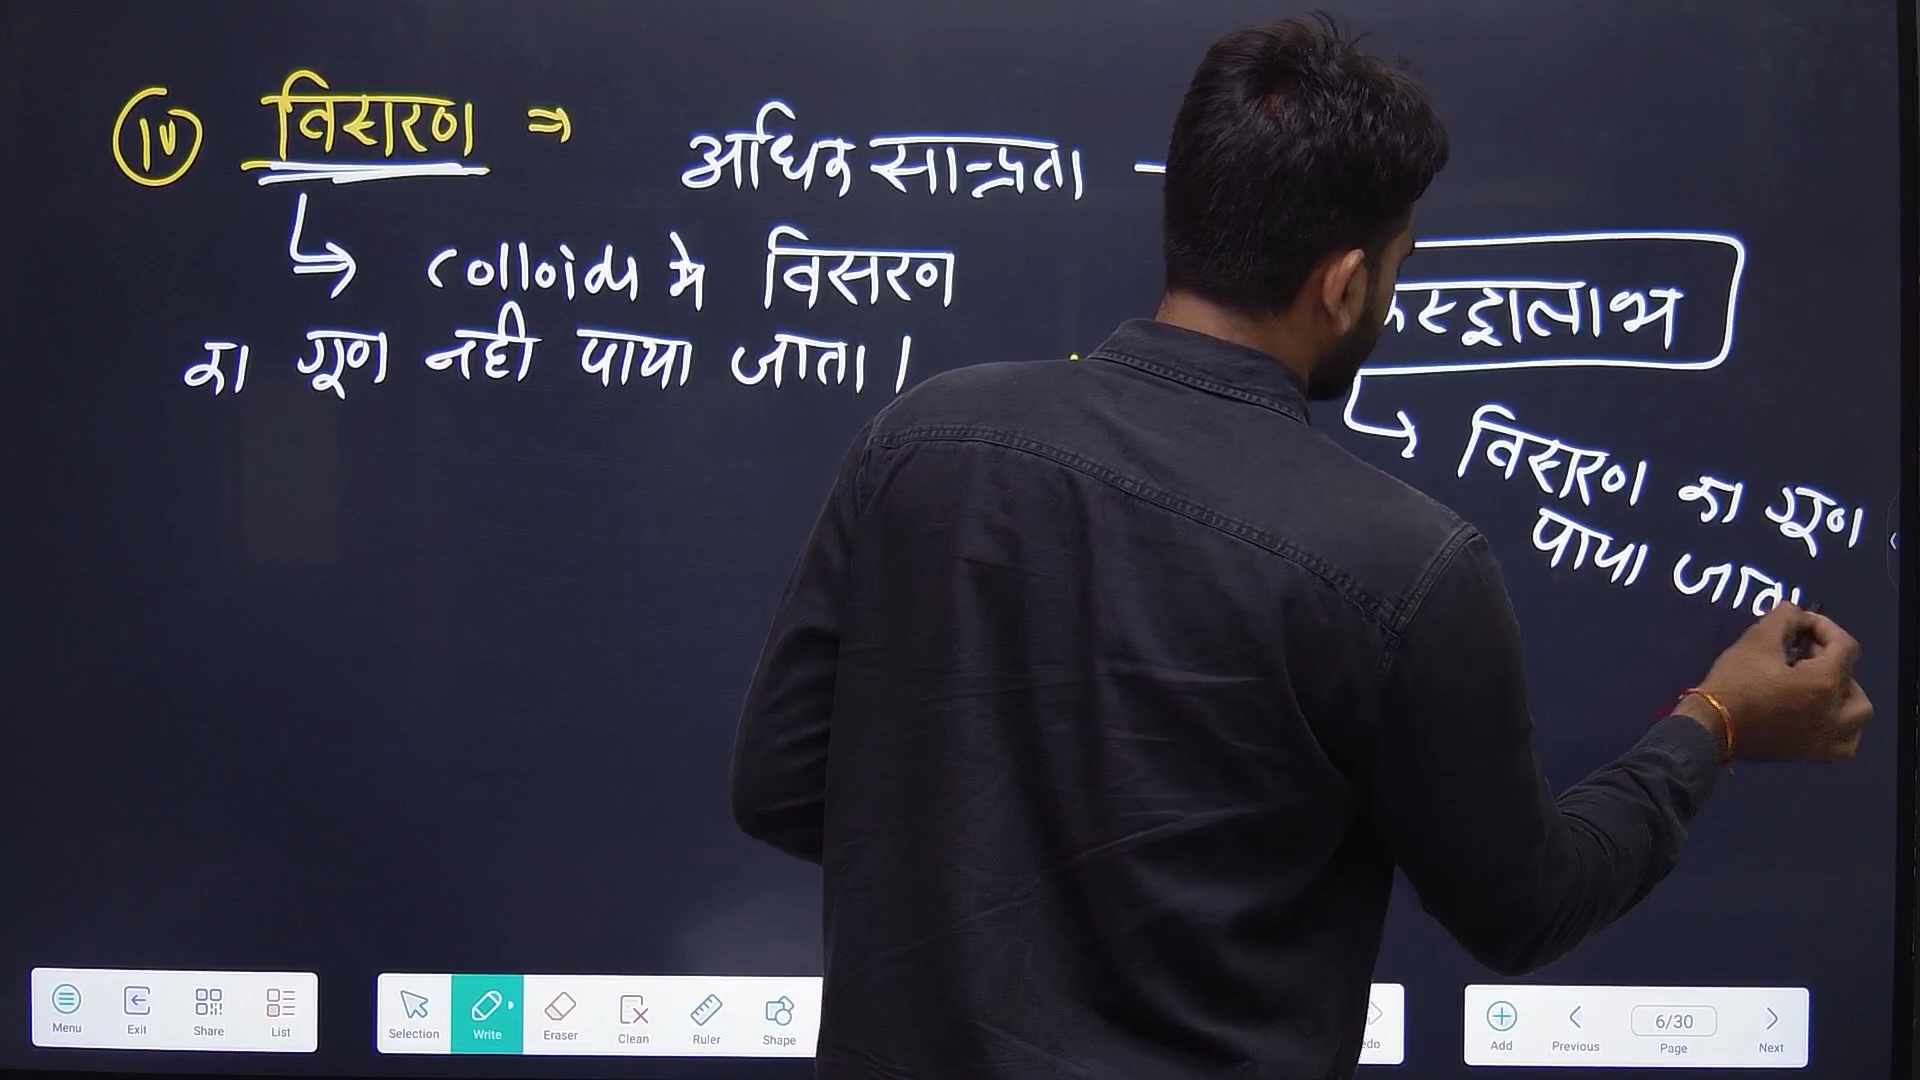 iv विसरण ⇒ अधिक सान्द्रता –
↳ colloids मे विसरण
का गुण नही पाया जाता।
क्रिस्टलाभ
↳ विसरण का गुण
पाया जाता
Menu Exit Share List
Selection Write Eraser Clean Ruler Shape
Add Previous 6/30 Page Next